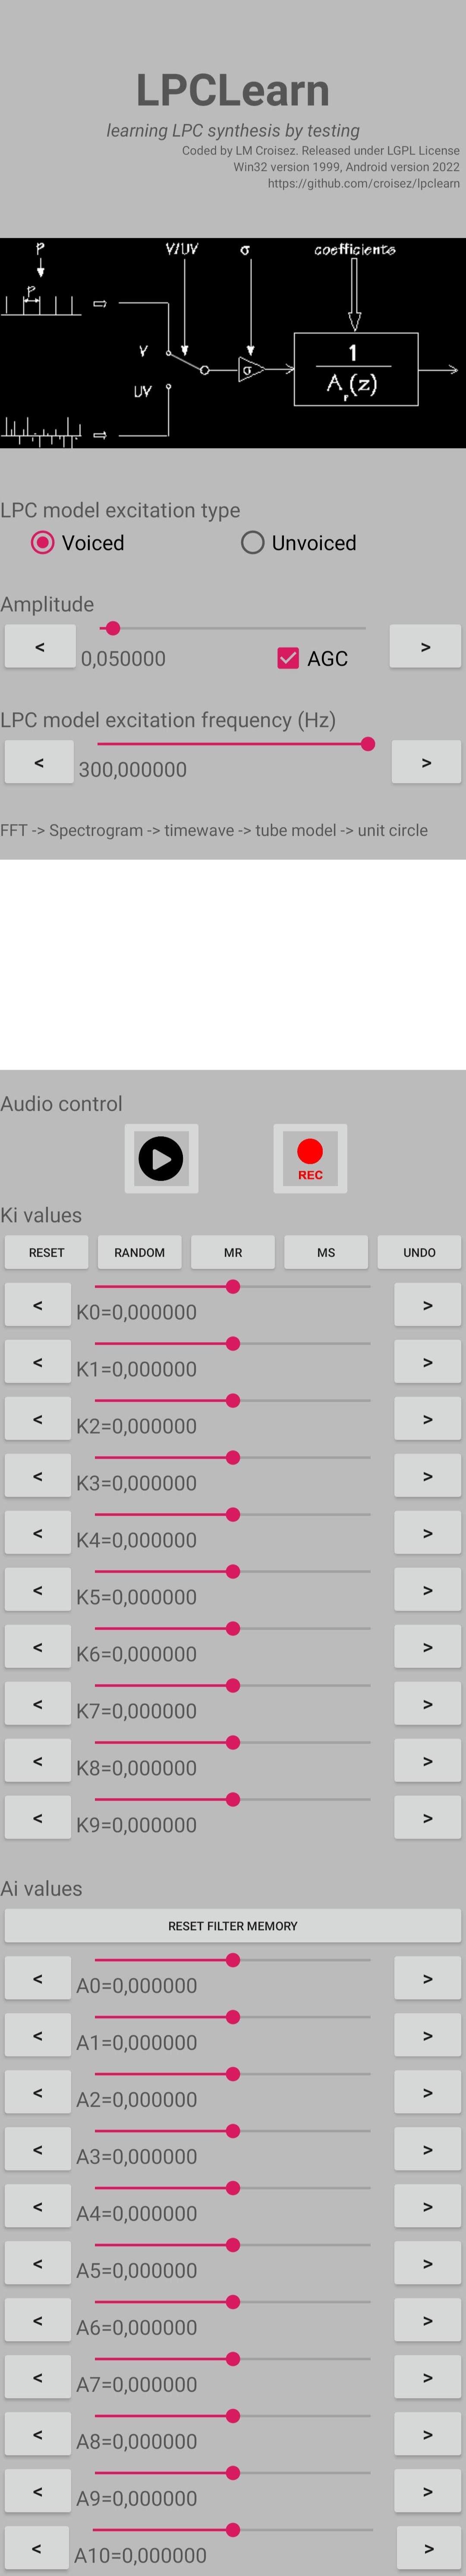 LPCLearn
learning LPC synthesis by testing
Coded by LM Croisez. Released under LGPL License
Win32 version 1999, Android version 2022
https://github.com/croisez/lpclearn
P V/UV σ coefficients
P
V
UV
σ
1
Ar(z)
LPC model excitation type
Voiced Unvoiced
Amplitude
< >
0,050000 AGC
LPC model excitation frequency (Hz)
< >
300,000000
FFT -> Spectrogram -> timewave -> tube model -> unit circle
Audio control
REC
Ki values
RESET RANDOM MR MS UNDO
< K0=0,000000 >
< K1=0,000000 >
< K2=0,000000 >
< K3=0,000000 >
< K4=0,000000 >
< K5=0,000000 >
< K6=0,000000 >
< K7=0,000000 >
< K8=0,000000 >
< K9=0,000000 >
Ai values
RESET FILTER MEMORY
< A0=0,000000 >
< A1=0,000000 >
< A2=0,000000 >
< A3=0,000000 >
< A4=0,000000 >
< A5=0,000000 >
< A6=0,000000 >
< A7=0,000000 >
< A8=0,000000 >
< A9=0,000000 >
< A10=0,000000 >